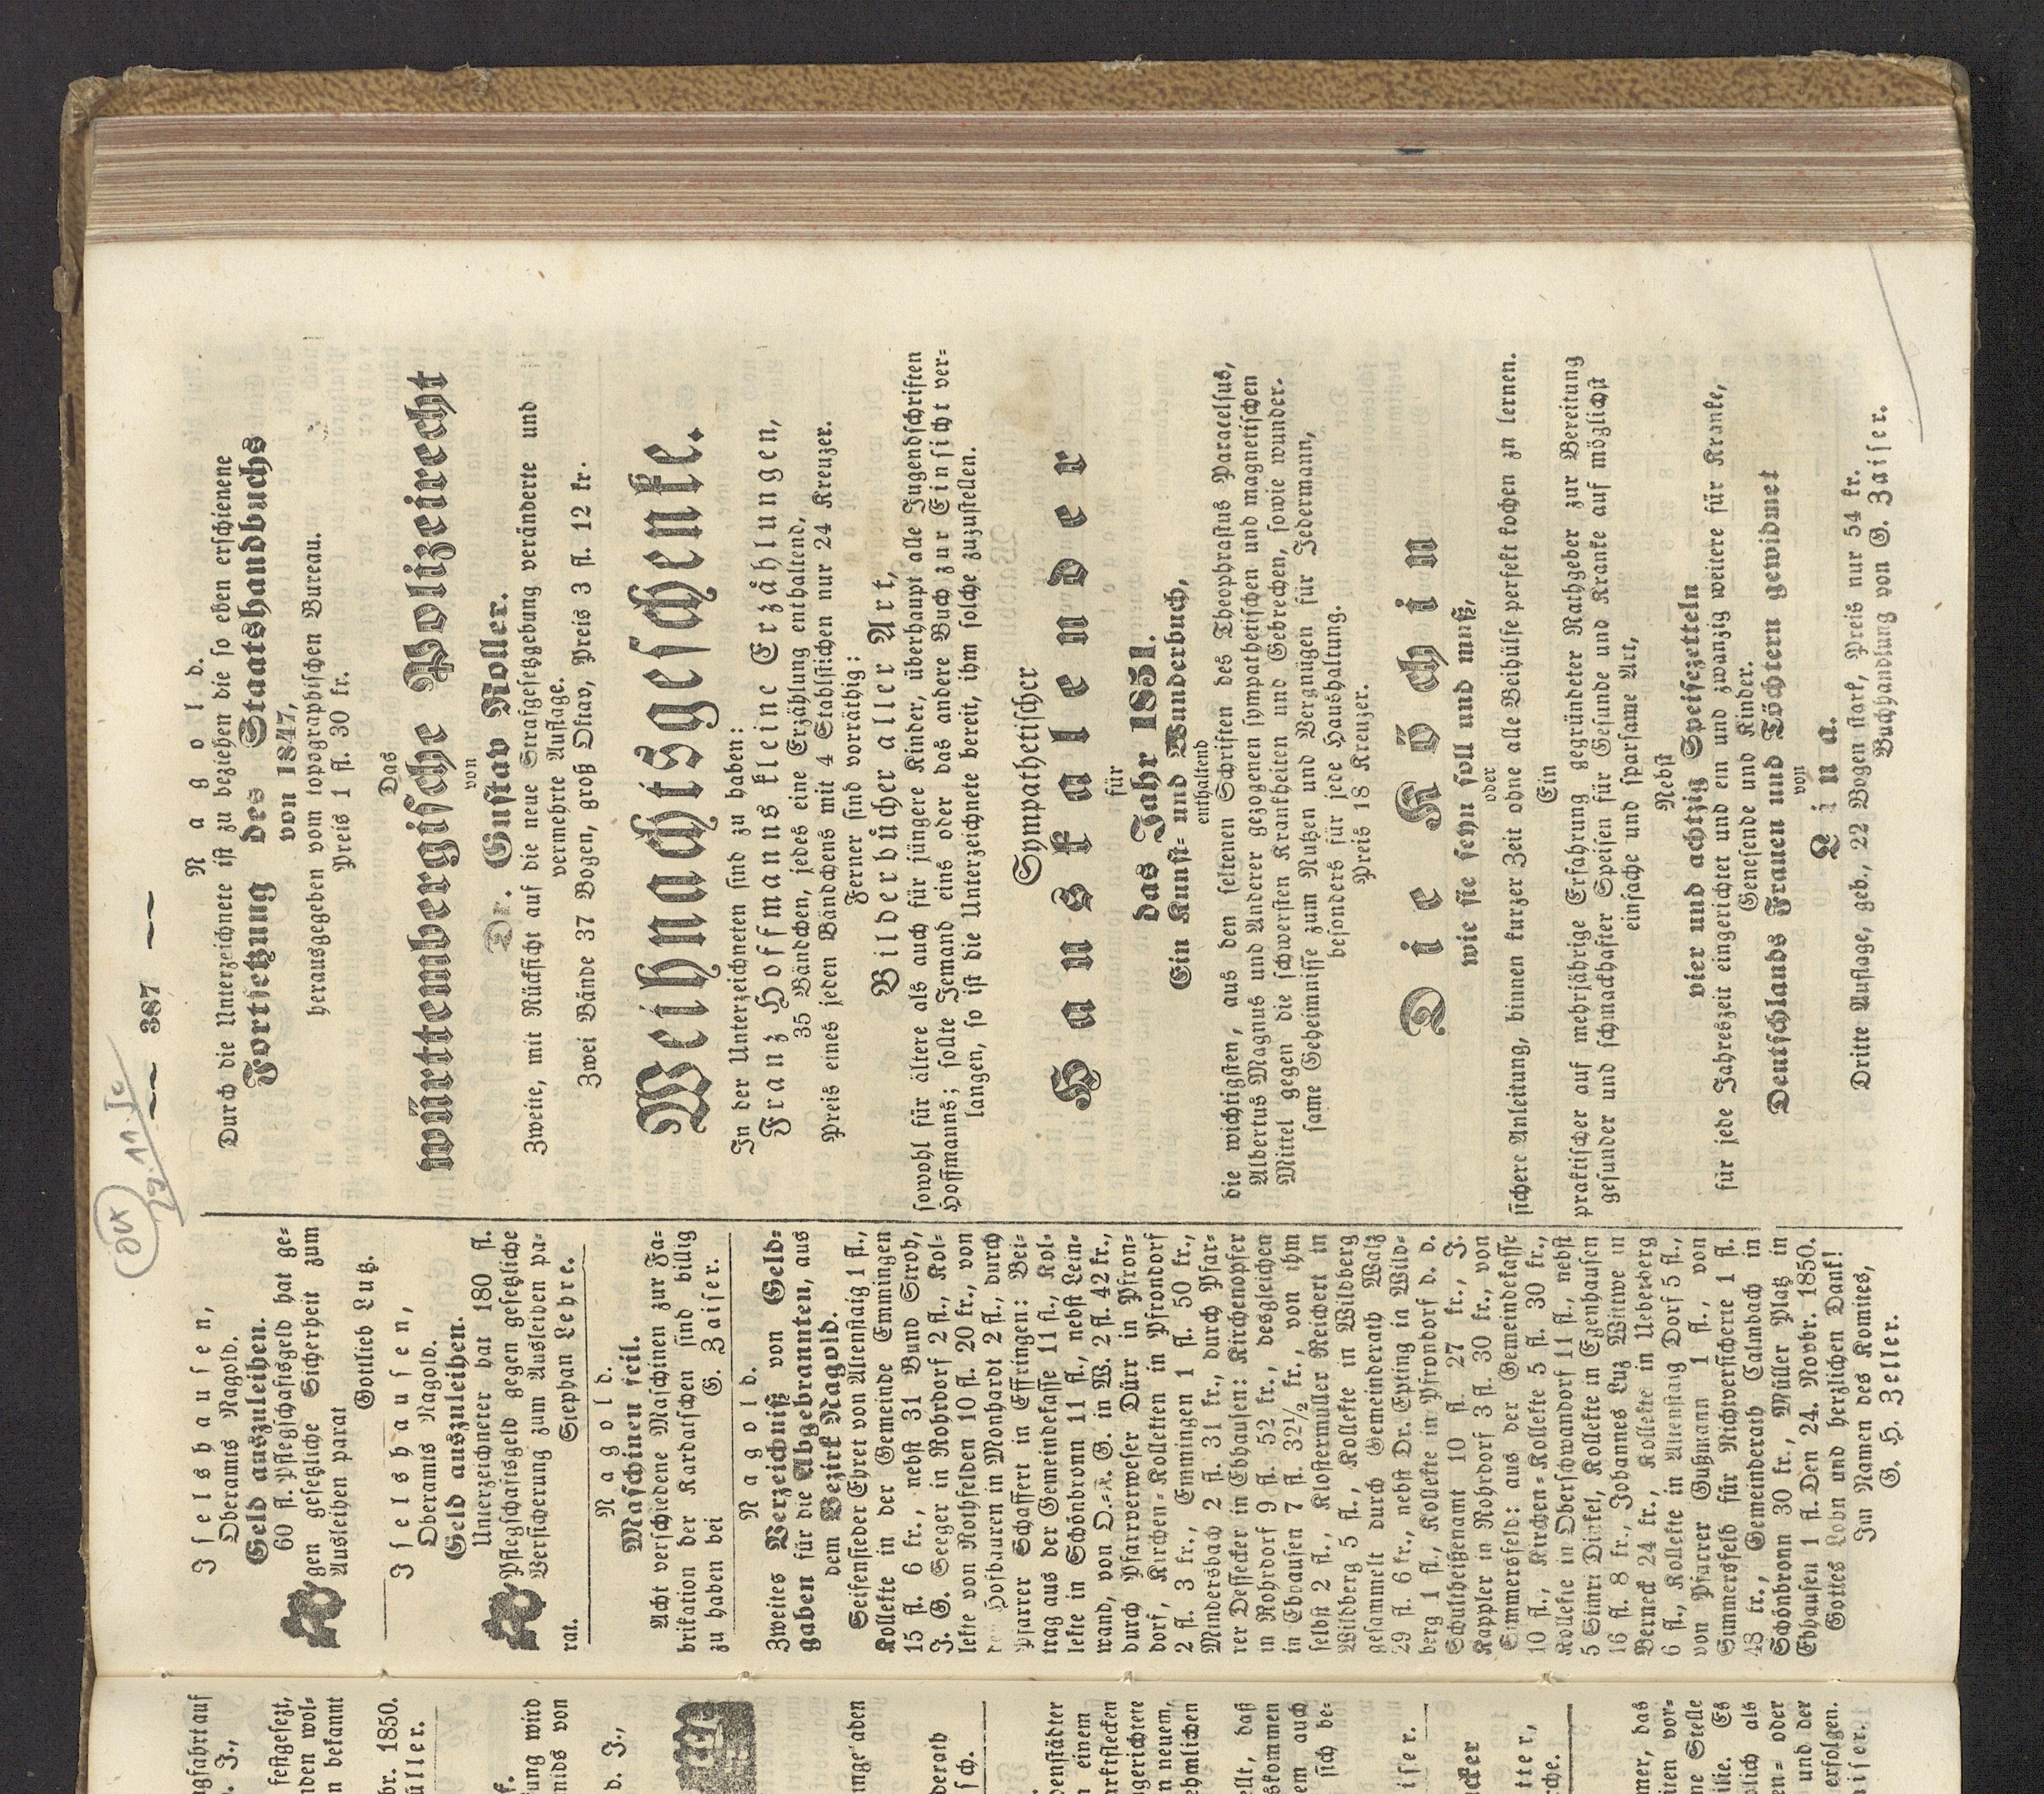 — 387 —
Iselshausen,
Oberamts Nagold.
Geld auszuleihen.
60 fl. Pflegschaftsgeld hat ge-
gen gesetzliche Sicherheit zum
Ausleihen parat
Gottlieb Lutz.
Iselshausen,
Oberamts Nagold.
Geld auszuleihen.
Unterzeichneter hat 180 fl.
Pflegschaftsgeld gegen gesetzliche
Versicherung zum Ausleihen pa-
rat.
Stephan Lehre.
Nagold.
Maschinen feil.
Acht verschiedene Maschinen zur Fa-
brikation der Kardatschen sind billig
zu haben bei
G. Zaiser.
Nagold.
Zweites Verzeichniß von Geld-
gaben für die Abgebrannten, aus
dem Bezirk Nagold.
Seifensieder Ehret von Altenstaig 1 fl.,
Kollekte in der Gemeinde Emmingen
15 fl. 6 kr., nebst 31 Bund Stroh,
J. G. Seeger in Rohrdorf 2 fl., Kol-
lekte von Rothfelden 10 fl. 20 kr., von
den Hofbauren in Monhardt 2 fl., durch
Pfarrer Schaffert in Effringen: Bei-
trag aus der Gemeindekasse 11 fl., Kol-
lekte in Schönbronn 11 fl., nebst Lein-
wand, von O.-A. G. in W. 2 fl. 42 kr.,
durch Pfarrverweser Dürr in Pfron-
dorf, Kirchen-Kollekten in Pfrondorf
2 fl. 3 kr., Emmingen 1 fl. 50 kr.,
Mindersbach 2 fl. 31 kr., durch Pfar-
rer Dessecker in Ebhausen: Kirchenopfer
in Rohrdorf 9 fl. 52 kr., desgleichen
in Ebhausen 7 fl. 32½ kr., von ihm
selbst 2 fl., Klostermüller Reichert in
Wildberg 5 fl., Kollekte in Wildberg
gesammelt durch Gemeinderath Walz
29 fl. 6 kr., nebst Dr. Epting in Wild-
berg 1 fl., Kollekte in Pfrondorf d. d.
Schultheißenamt 10 fl. 27 kr., J.
Kappler in Rohrdorf 3 fl. 30 kr., von
Simmersfeld: aus der Gemeindekasse
10 fl., Kirchen-Kollekte 5 fl. 30 kr.,
Kollekte in Oberschwandorf 11 fl., nebst
5 Simri Dinkel, Kollekte in Egenhausen
16 fl. 8 kr., Johannes Lutz Wittwe in
Berneck 24 kr., Kollekte in Ueberberg
6 fl., Kollekte in Altenstaig Dorf 5 fl.,
von Pfarrer Gußmann 1 fl., von
Simmersfeld für Nichtversicherte 1 fl.
48 kr., Gemeinderath Calmbach in
Schönbronn 30 kr., Müller Platz in
Ebhausen 1 fl. Den 24. Novbr. 1850.
Gottes Lohn und herzlichen Dank!
Im Namen des Komites,
G. H. Zeller.
Nagold.
Durch die Unterzeichnete ist zu beziehen die so eben erschienene
Fortsetzung des Staatshandbuchs
von 1847,
herausgegeben vom topographischen Bureau.
Preis 1 fl. 30 kr.
Das
württembergische Polizeirecht
von
Dr. Gustav Roller.
Zweite, mit Rücksicht auf die neue Strafgesetzgebung veränderte und
vermehrte Auflage.
Zwei Bände 37 Bogen, groß Oktav, Preis 3 fl. 12 kr.
Weihnachtsgeschenke.
In der Unterzeichneten sind zu haben:
Franz Hoffmanns kleine Erzählungen,
35 Bändchen, jedes eine Erzählung enthaltend,
Preis eines jeden Bändchens mit 4 Stahlstichen nur 24 Kreuzer.
Ferner sind vorräthig:
Bilderbücher aller Art,
sowohl für ältere als auch für jüngere Kinder, überhaupt alle Jugendschriften
Hoffmanns; sollte Jemand eins oder das andere Buch zur Einsicht ver-
langen, so ist die Unterzeichnete bereit, ihm solche zuzustellen.
Sympathetischer
Hauskalender
für
das Jahr 1851.
Ein Kunst- und Wunderbuch,
enthaltend
die wichtigsten, aus den seltenen Schriften des Theophrastus Paracelsus,
Albertus Magnus und Anderer gezogenen sympathetischen und magnetischen
Mittel gegen die schwersten Krankheiten und Gebrechen, sowie wunder-
same Geheimnisse zum Nutzen und Vergnügen für Jedermann,
besonders für jede Haushaltung.
Preis 18 Kreuzer.
Die Köchin
wie sie seyn soll und muß,
oder
sichere Anleitung, binnen kurzer Zeit ohne alle Beihülfe perfekt kochen zu lernen.
Ein
praktischer auf mehrjährige Erfahrung gegründeter Rathgeber zur Bereitung
gesunder und schmackhafter Speisen für Gesunde und Kranke auf möglichst
einfache und sparsame Art,
Nebst
vier und achtzig Speisezetteln
für jede Jahreszeit eingerichtet und ein und zwanzig weitere für Kranke,
Genesende und Kinder.
Deutschlands Frauen und Töchtern gewidmet
von
Lina.
Dritte Auflage, geb., 22 Bogen stark, Preis nur 54 kr.
Buchhandlung von G. Zaiser.